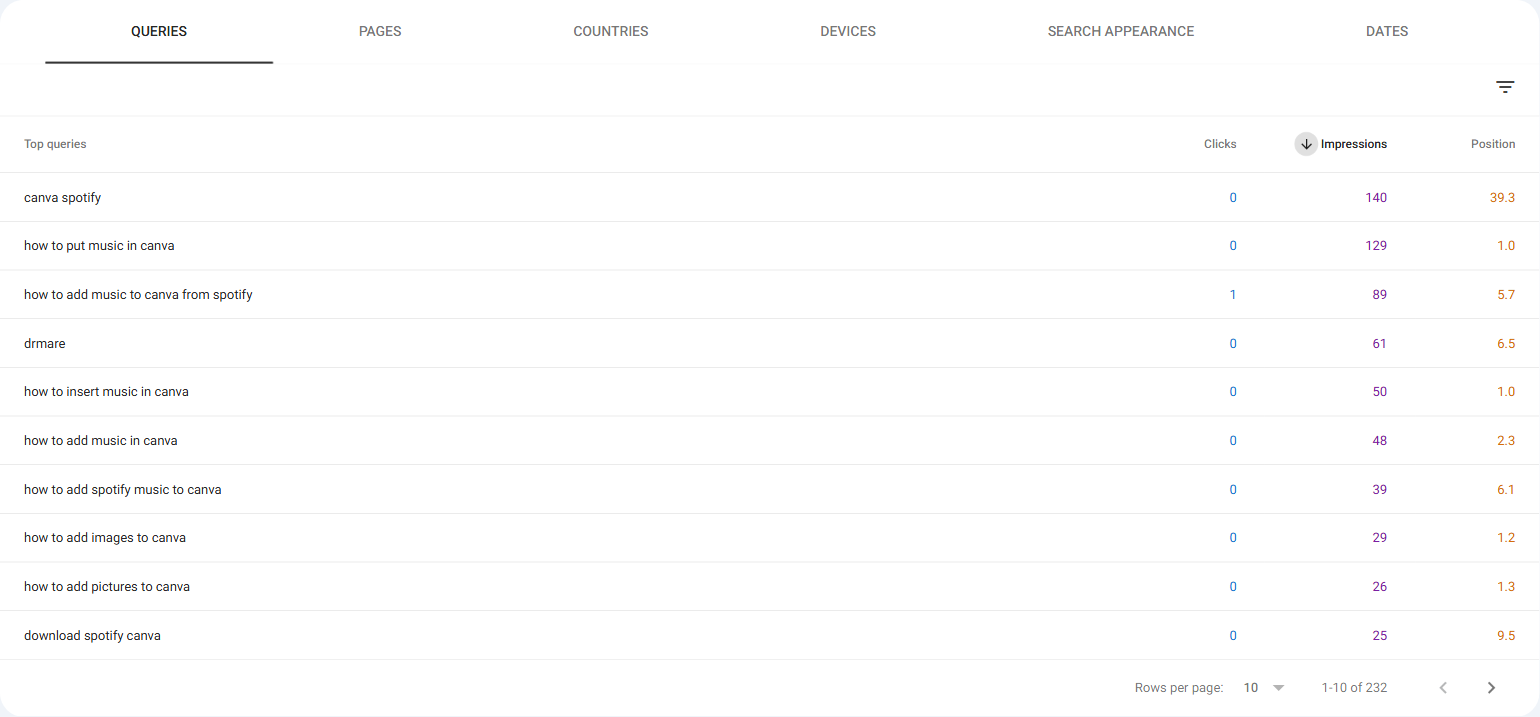 QUERIES PAGES COUNTRIES DEVICES SEARCH APPEARANCE DATES
Top queries Clicks Impressions Position
canva spotify 0 140 39.3
how to put music in canva 0 129 1.0
how to add music to canva from spotify 1 89 5.7
drmare 0 61 6.5
how to insert music in canva 0 50 1.0
how to add music in canva 0 48 2.3
how to add spotify music to canva 0 39 6.1
how to add images to canva 0 29 1.2
how to add pictures to canva 0 26 1.3
download spotify canva 0 25 9.5
Rows per page: 10 1-10 of 232